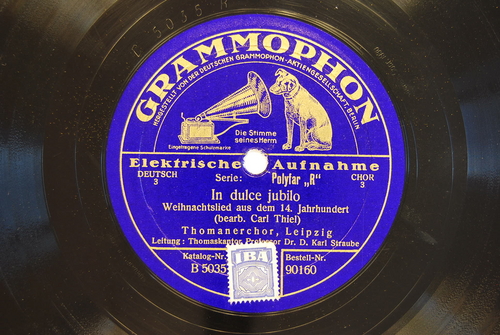 C 5035 R
GRAMMOPHON
HERGESTELLT VON DER DEUTSCHEN GRAMMOPHON-AKTIENGESELLSCHAFT, BERLIN
Die Stimme
seines Herrn
Eingetragene Schutzmarke
Elektrische Aufnahme
DEUTSCH
3
Serie: Polyfar „R"
CHOR
3
In dulce jubilo
Weihnachtslied aus dem 14. Jahrhundert
(bearb. Carl Thiel)
Thomanerchor, Leipzig
Leitung: Thomaskantor Professor Dr. D. Karl Straube
Katalog-Nr.
B 5035
IBA
Bestell-Nr.
90160